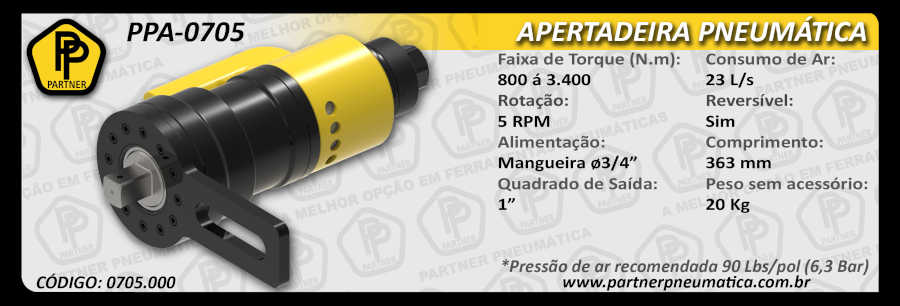 PPA-0705
APERTADEIRA PNEUMÁTICA
PP
PARTNER
Faixa de Torque (N.m):
800 á 3.400
Rotação:
5 RPM
Alimentação:
Mangueira ø3/4”
Quadrado de Saída:
1”
Consumo de Ar:
23 L/s
Reversível:
Sim
Comprimento:
363 mm
Peso sem acessório:
20 Kg
CÓDIGO: 0705.000
*Pressão de ar recomendada 90 Lbs/pol (6,3 Bar)
www.partnerpneumatica.com.br